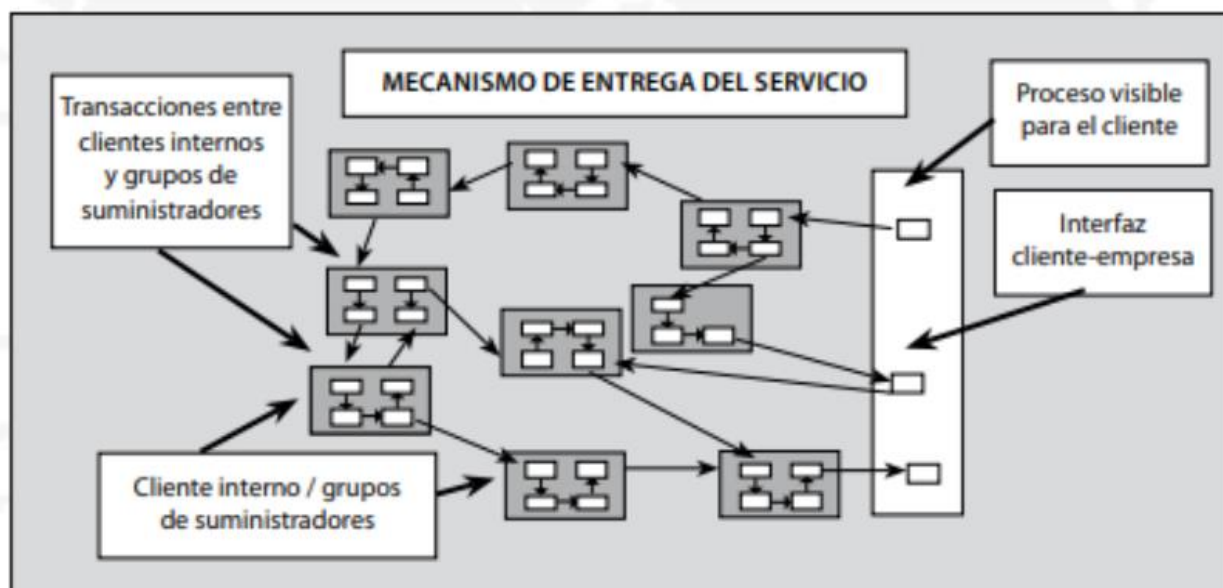 MECANISMO DE ENTREGA DEL SERVICIO
Transacciones entre
clientes internos
y grupos de
suministradores
Proceso visible
para el cliente
Interfaz
cliente-empresa
Cliente interno / grupos
de suministradores